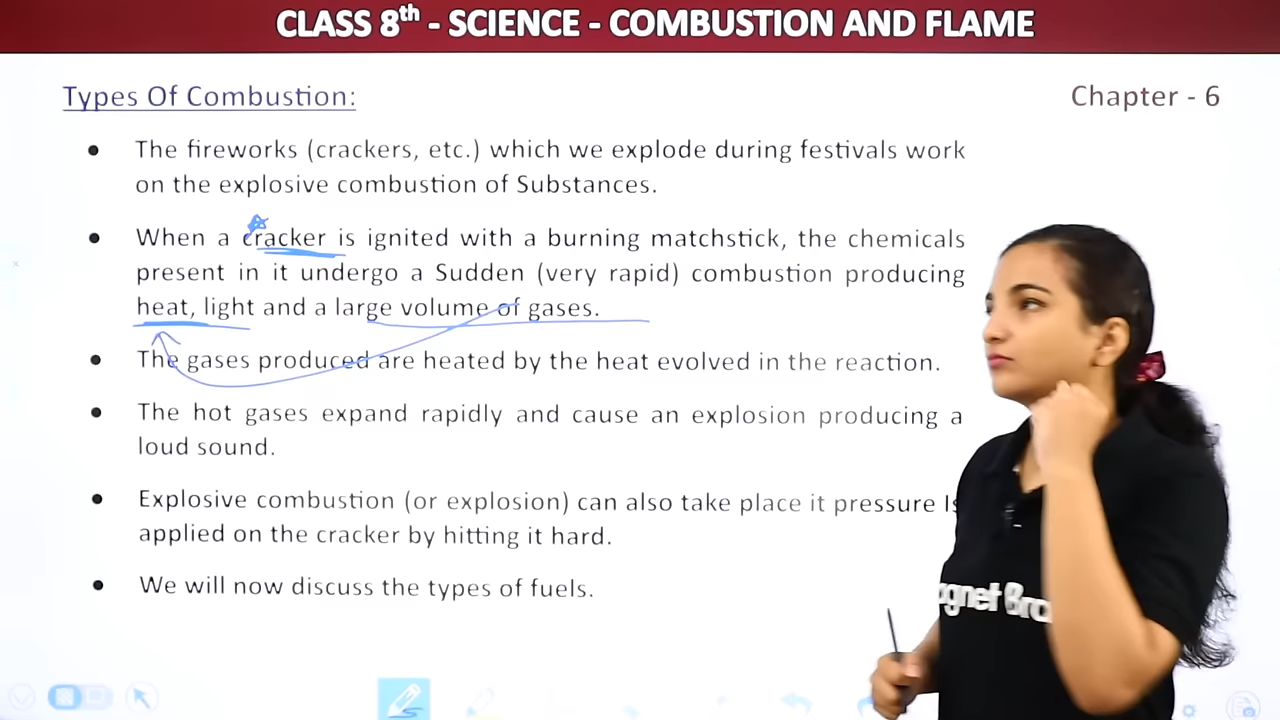 CLASS 8th - SCIENCE - COMBUSTION AND FLAME
Types Of Combustion:
Chapter - 6
• The fireworks (crackers, etc.) which we explode during festivals work
on the explosive combustion of Substances.
• When a cracker is ignited with a burning matchstick, the chemicals
present in it undergo a Sudden (very rapid) combustion producing
heat, light and a large volume of gases.
• The gases produced are heated by the heat evolved in the reaction.
• The hot gases expand rapidly and cause an explosion producing a
loud sound.
• Explosive combustion (or explosion) can also take place it pressure Is
applied on the cracker by hitting it hard.
• We will now discuss the types of fuels.